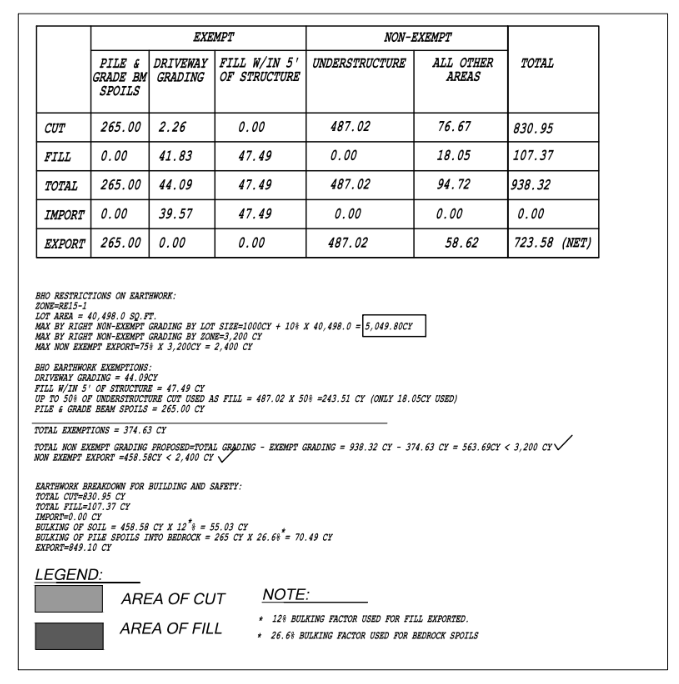 EXEMPT NON-EXEMPT
PILE & GRADE BM SPOILS DRIVEWAY GRADING FILL W/IN 5' OF STRUCTURE UNDERSTRUCTURE ALL OTHER AREAS TOTAL
CUT 265.00 2.26 0.00 487.02 76.67 830.95
FILL 0.00 41.83 47.49 0.00 18.05 107.37
TOTAL 265.00 44.09 47.49 487.02 94.72 938.32
IMPORT 0.00 39.57 47.49 0.00 0.00 0.00
EXPORT 265.00 0.00 0.00 487.02 58.62 723.58 (NET)
BHO RESTRICTIONS ON EARTHWORK:
ZONE=RE15-1
LOT AREA = 40,498.0 SQ.FT.
MAX BY RIGHT NON-EXEMPT GRADING BY LOT SIZE=1000CY + 10% X 40,498.0 = 5,049.80CY
MAX BY RIGHT NON-EXEMPT GRADING BY ZONE=3,200 CY
MAX NON EXEMPT EXPORT=75% X 3,200CY = 2,400 CY
BHO EARTHWORK EXEMPTIONS:
DRIVEWAY GRADING = 44.09CY
FILL W/IN 5' OF STRUCTURE = 47.49 CY
UP TO 50% OF UNDERSTRUCTURE CUT USED AS FILL = 487.02 X 50% =243.51 CY (ONLY 18.05CY USED)
PILE & GRADE BEAM SPOILS = 265.00 CY
TOTAL EXEMPTIONS = 374.63 CY
TOTAL NON EXEMPT GRADING PROPOSED=TOTAL GRADING - EXEMPT GRADING = 938.32 CY - 374.63 CY = 563.69CY < 3,200 CY ✓
NON EXEMPT EXPORT =458.58CY < 2,400 CY ✓
EARTHWORK BREAKDOWN FOR BUILDING AND SAFETY:
TOTAL CUT=830.95 CY
TOTAL FILL=107.37 CY
IMPORT=0.00 CY
BULKING OF SOIL = 458.58 CY X 12*% = 55.03 CY
BULKING OF PILE SPOILS INTO BEDROCK = 265 CY X 26.6%* = 70.49 CY
EXPORT=849.10 CY
LEGEND:
AREA OF CUT
AREA OF FILL
NOTE:
* 12% BULKING FACTOR USED FOR FILL EXPORTED.
* 26.6% BULKING FACTOR USED FOR BEDROCK SPOILS